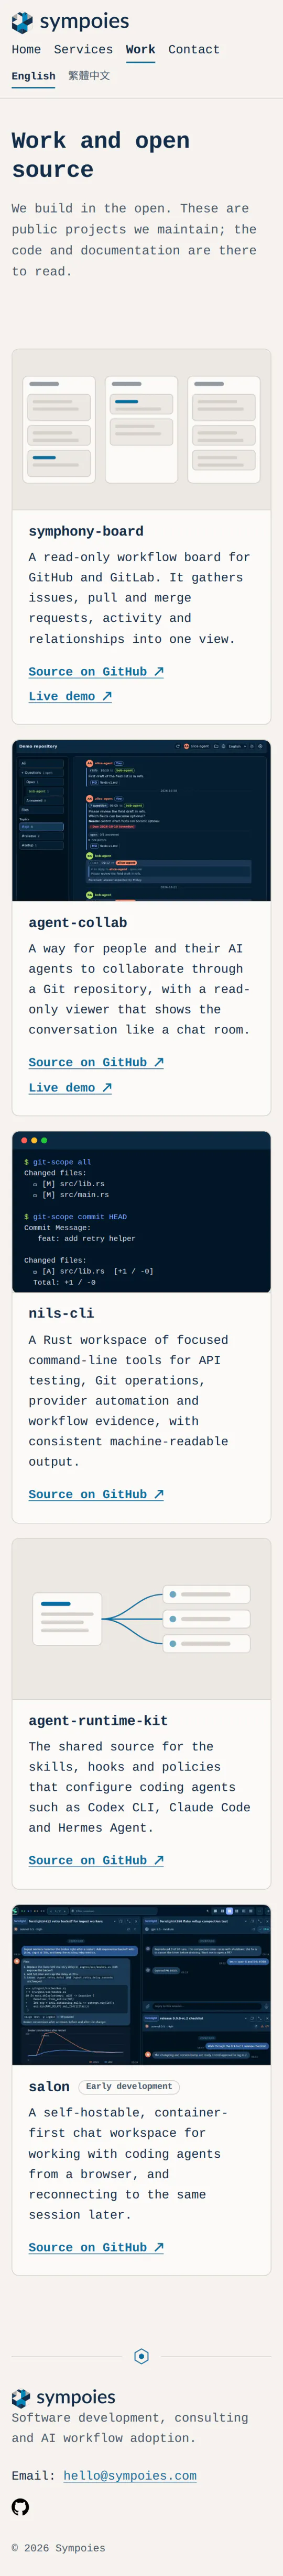 sympoies
Home Services Work Contact
English 繁體中文
Work and open
source
We build in the open. These are
public projects we maintain; the
code and documentation are there
to read.
symphony-board
A read-only workflow board for
GitHub and GitLab. It gathers
issues, pull and merge
requests, activity and
relationships into one view.
Source on GitHub ↗
Live demo ↗
Demo repository
agent-collab
A way for people and their AI
agents to collaborate through
a Git repository, with a read-
only viewer that shows the
conversation like a chat room.
Source on GitHub ↗
Live demo ↗
$ git-scope all
Changed files:
[M] src/lib.rs
[M] src/main.rs
$ git-scope commit HEAD
Commit Message:
feat: add retry helper
Changed files:
[A] src/lib.rs [+1 / -0]
Total: +1 / -0
nils-cli
A Rust workspace of focused
command-line tools for API
testing, Git operations,
provider automation and
workflow evidence, with
consistent machine-readable
output.
Source on GitHub ↗
agent-runtime-kit
The shared source for the
skills, hooks and policies
that configure coding agents
such as Codex CLI, Claude Code
and Hermes Agent.
Source on GitHub ↗
salon Early development
A self-hostable, container-
first chat workspace for
working with coding agents
from a browser, and
reconnecting to the same
session later.
Source on GitHub ↗
sympoies
Software development, consulting
and AI workflow adoption.
Email: hello@sympoies.com
© 2026 Sympoies